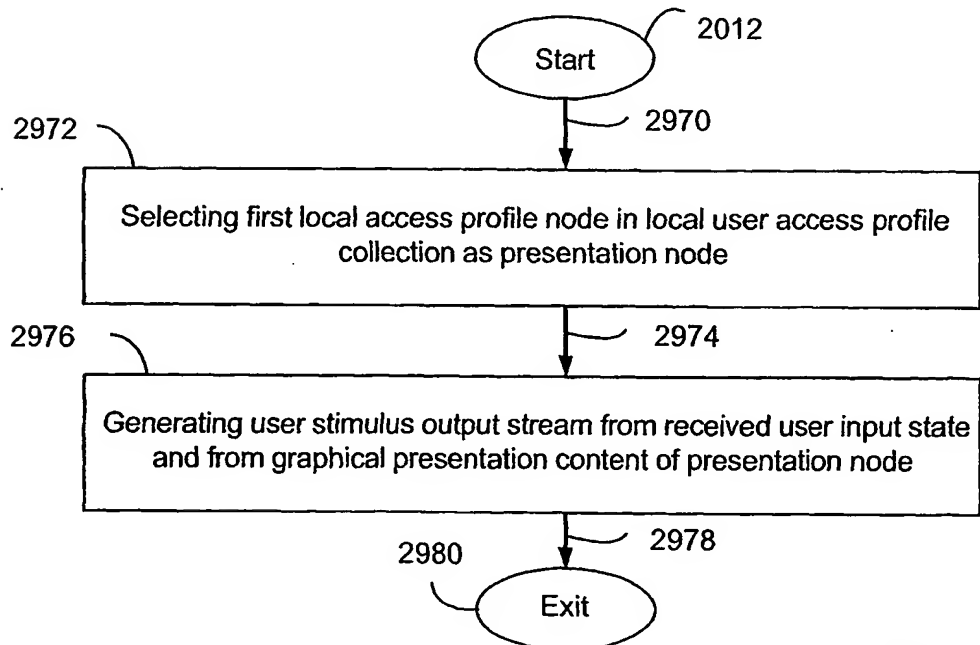 2012
Start
2970
2972
Selecting first local access profile node in local user access profile
collection as presentation node
2974
2976
Generating user stimulus output stream from received user input state
and from graphical presentation content of presentation node
2978
2980
Exit